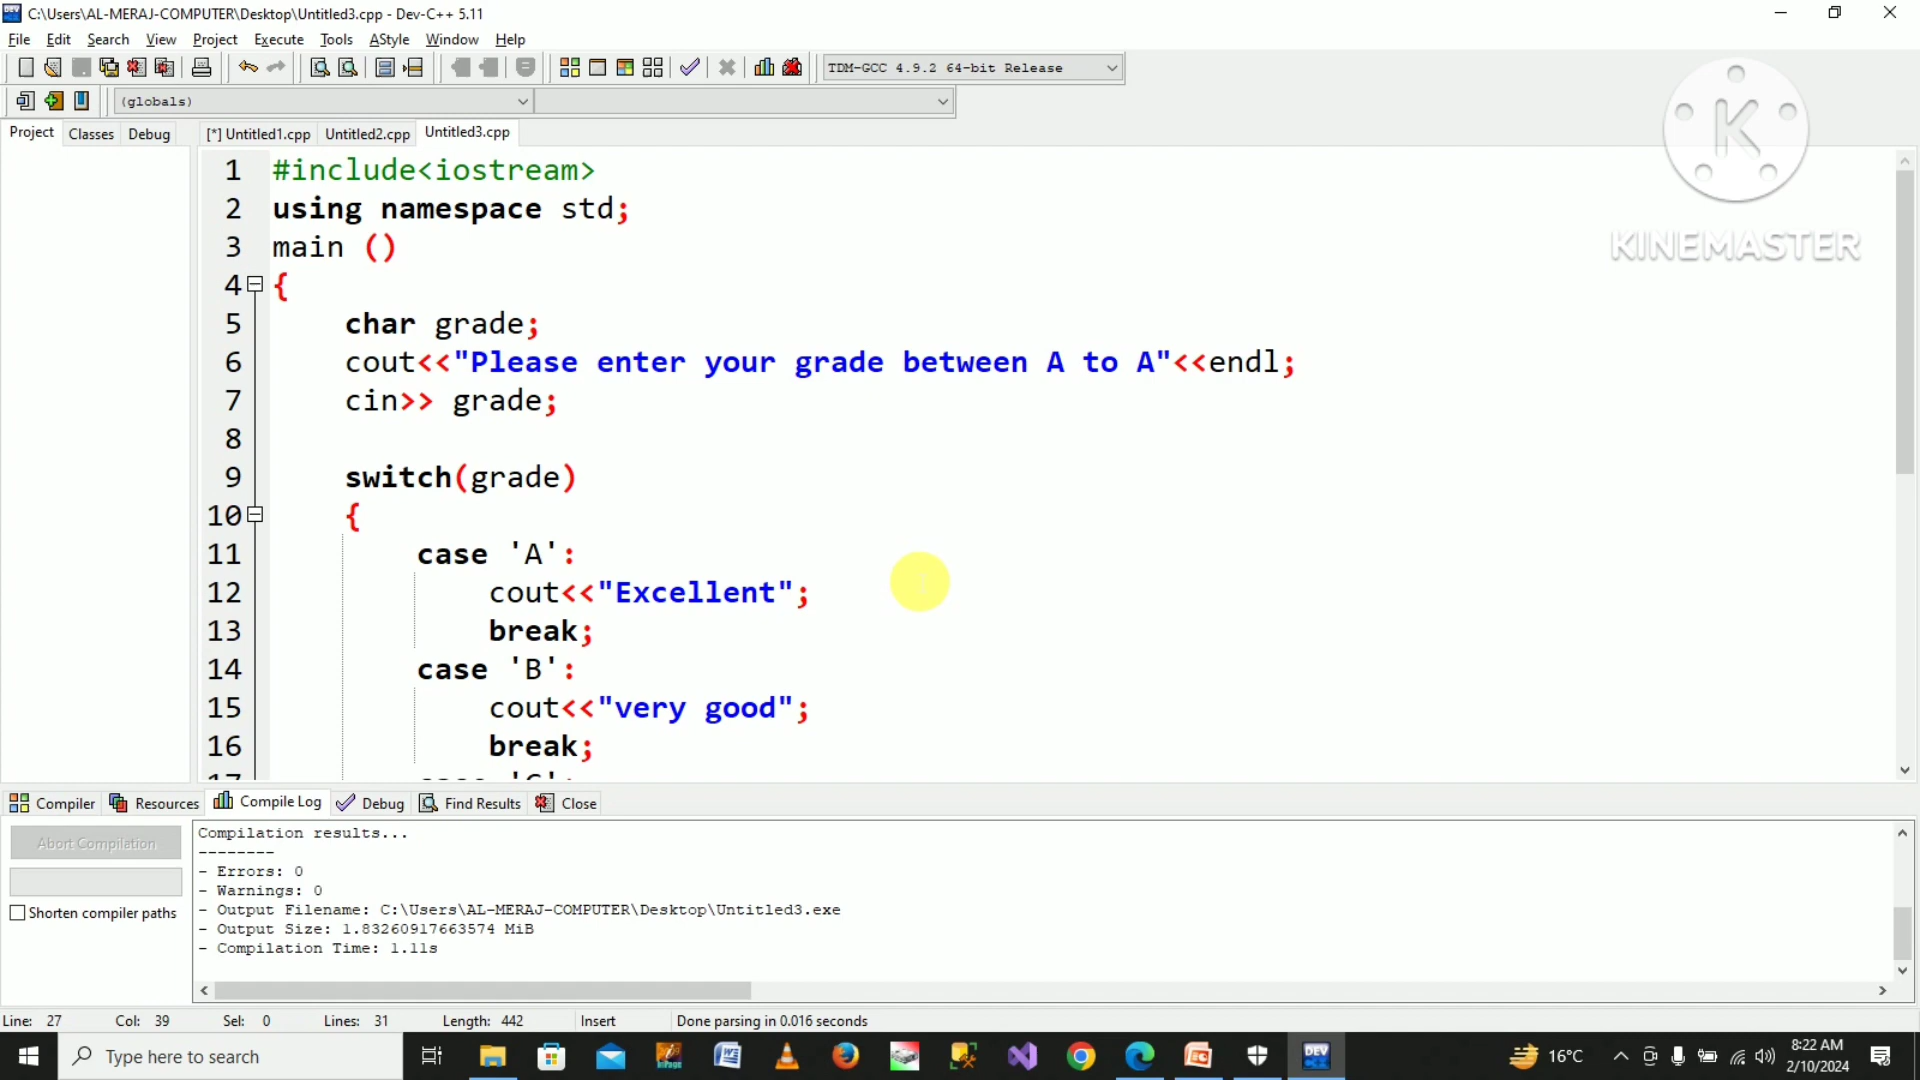 C:\Users\AL-MERAJ-COMPUTER\Desktop\Untitled3.cpp - Dev-C++ 5.11
File Edit Search View Project Execute Tools AStyle Window Help
TDM-GCC 4.9.2 64-bit Release
(globals)
Project Classes Debug [*] Untitled1.cpp Untitled2.cpp Untitled3.cpp
K
KINEMASTER
1 #include<iostream>
2 using namespace std;
3 main ()
4 {
5 char grade;
6 cout<<"Please enter your grade between A to A"<<endl;
7 cin>> grade;
8
9 switch(grade)
10 {
11 case 'A':
12 cout<<"Excellent";
13 break;
14 case 'B':
15 cout<<"very good";
16 break;
17 case 'C':
Compiler Resources Compile Log Debug Find Results Close
Abort Compilation
Shorten compiler paths
Compilation results...
--------
- Errors: 0
- Warnings: 0
- Output Filename: C:\Users\AL-MERAJ-COMPUTER\Desktop\Untitled3.exe
- Output Size: 1.83260917663574 MiB
- Compilation Time: 1.11s
Line: 27 Col: 39 Sel: 0 Lines: 31 Length: 442 Insert Done parsing in 0.016 seconds
Type here to search
DEV
16°C
8:22 AM
2/10/2024